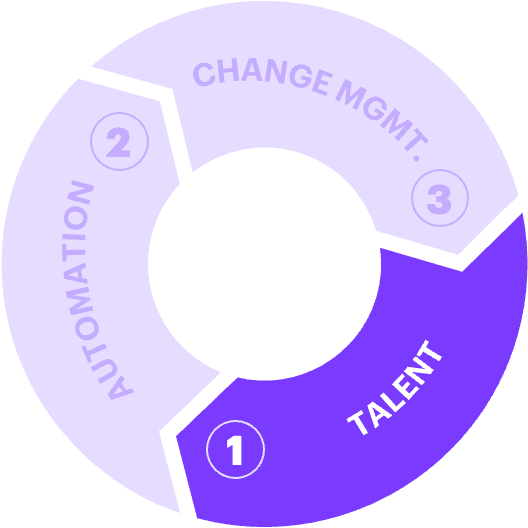 CHANGE MGMT.
3
2
AUTOMATION
TALENT
1